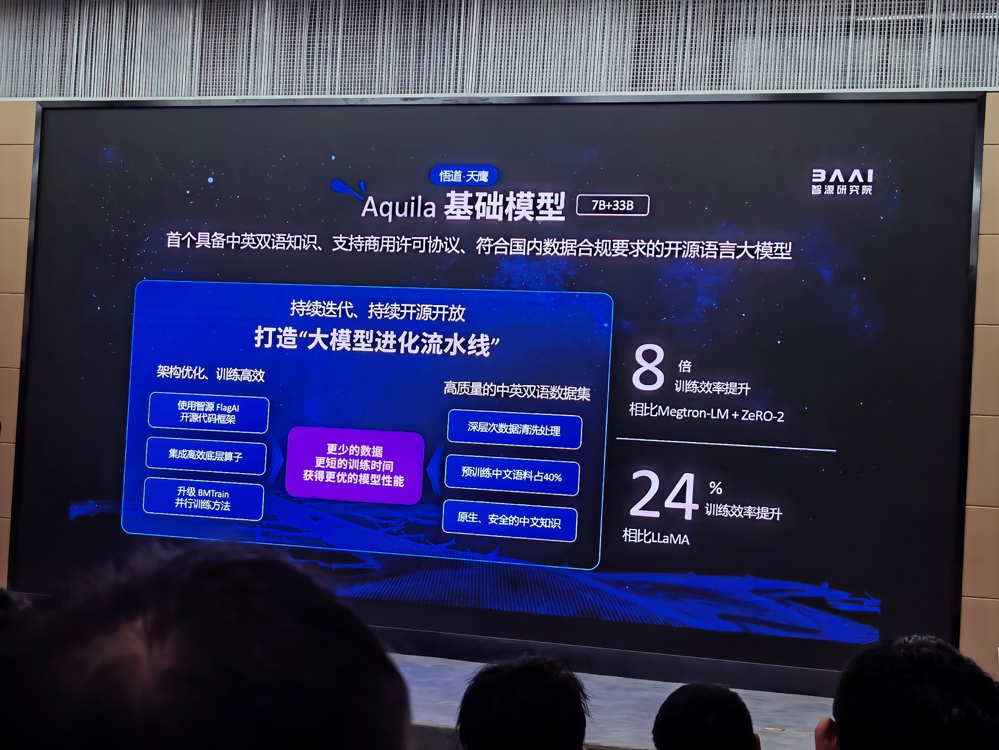 BAAI
智源研究院
悟道·天鹰
Aquila 基础模型 7B+33B
首个具备中英双语知识、支持商用许可协议、符合国内数据合规要求的开源语言大模型
持续迭代、持续开源开放
打造“大模型进化流水线”
架构优化、训练高效
使用智源 FlagAI
开源代码框架
集成高效底层算子
升级 BMTrain
并行训练方法
更少的数据
更短的训练时间
获得更优的模型性能
高质量的中英双语数据集
深层次数据清洗处理
预训练中文语料占40%
原生、安全的中文知识
8 倍
训练效率提升
相比Megtron-LM + ZeRO-2
24 %
训练效率提升
相比LLaMA